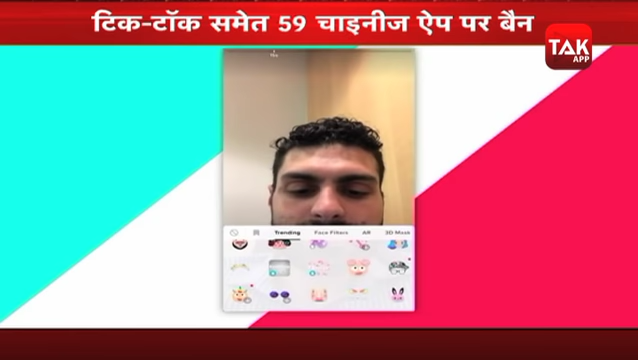 टिक-टॉक समेत 59 चाइनीज ऐप पर बैन
TAK
APP
Trending
Face Filters
AR
3D Mask